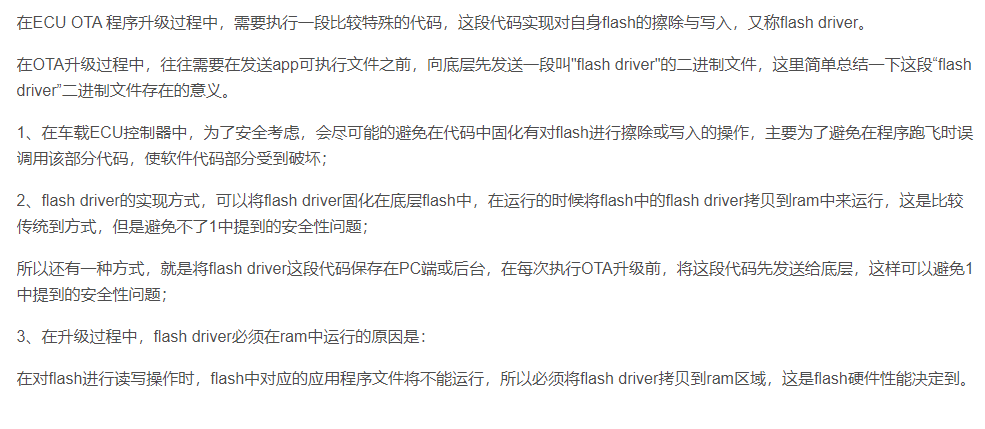 在ECU OTA 程序升级过程中，需要执行一段比较特殊的代码，这段代码实现对自身flash的擦除与写入，又称flash driver。
在OTA升级过程中，往往需要在发送app可执行文件之前，向底层先发送一段叫"flash driver"的二进制文件，这里简单总结一下这段“flash
driver”二进制文件存在的意义。
1、在车载ECU控制器中，为了安全考虑，会尽可能的避免在代码中固化有对flash进行擦除或写入的操作，主要为了避免在程序跑飞时误
调用该部分代码，使软件代码部分受到破坏；
2、flash driver的实现方式，可以将flash driver固化在底层flash中，在运行的时候将flash中的flash driver拷贝到ram中来运行，这是比较
传统到方式，但是避免不了1中提到的安全性问题；
所以还有一种方式，就是将flash driver这段代码保存在PC端或后台，在每次执行OTA升级前，将这段代码先发送给底层，这样可以避免1
中提到的安全性问题；
3、在升级过程中，flash driver必须在ram中运行的原因是：
在对flash进行读写操作时，flash中对应的应用程序文件将不能运行，所以必须将flash driver拷贝到ram区域，这是flash硬件性能决定到。